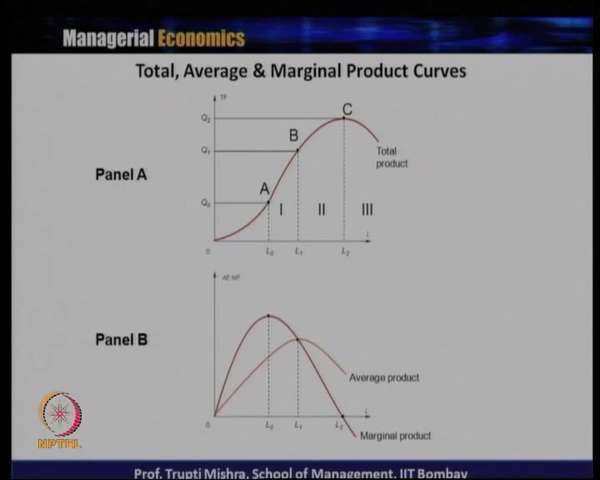 Managerial Economics
Total, Average & Marginal Product Curves
Panel A
TP
Q₂
Q₁
Q₀
A
B
C
I
II
III
Total
product
0
L₀
L₁
L₂
L
Panel B
AP, MP
Average product
Marginal product
0
L₀
L₁
L₂
L
NPTEL
Prof. Trupti Mishra, School of Management, IIT Bombay